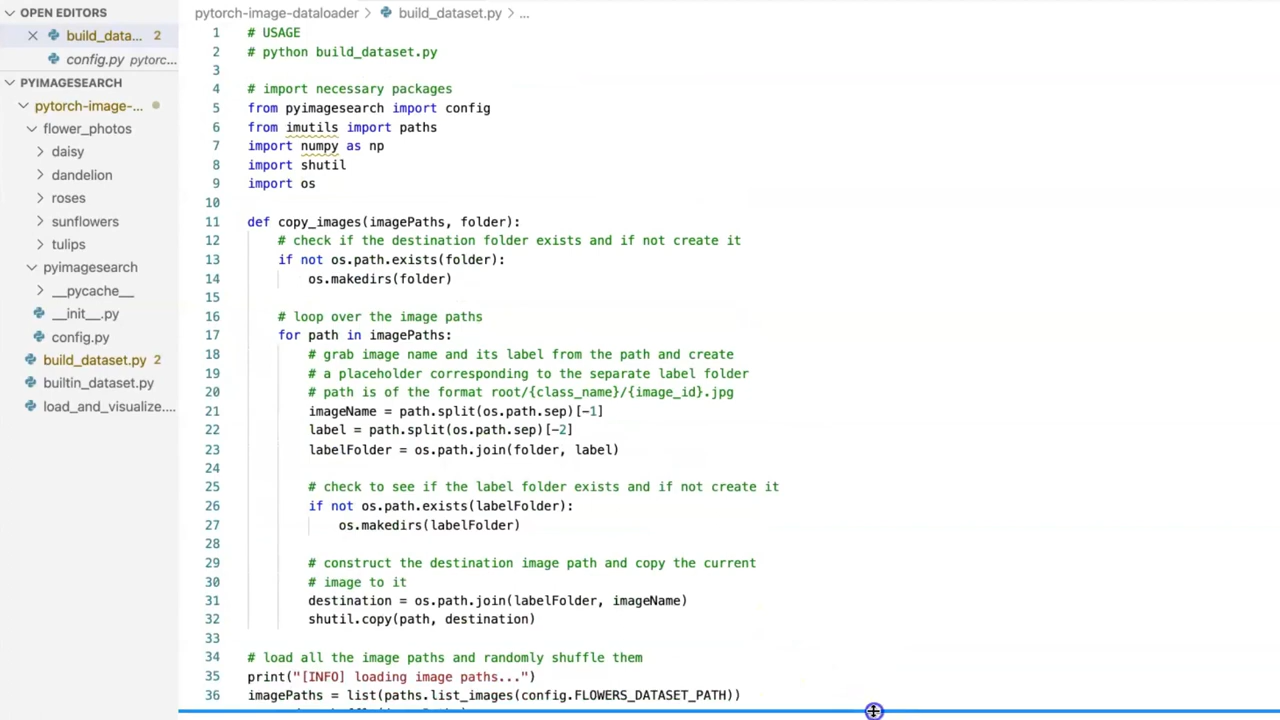 OPEN EDITORS
build_data... 2
config.py pytorc...
PYIMAGESEARCH
pytorch-image-...
flower_photos
daisy
dandelion
roses
sunflowers
tulips
pyimagesearch
__pycache__
__init__.py
config.py
build_dataset.py 2
builtin_dataset.py
load_and_visualize....
pytorch-image-dataloader > build_dataset.py > ...
1 # USAGE
2 # python build_dataset.py
3
4 # import necessary packages
5 from pyimagesearch import config
6 from imutils import paths
7 import numpy as np
8 import shutil
9 import os
10
11 def copy_images(imagePaths, folder):
12 # check if the destination folder exists and if not create it
13 if not os.path.exists(folder):
14 os.makedirs(folder)
15
16 # loop over the image paths
17 for path in imagePaths:
18 # grab image name and its label from the path and create
19 # a placeholder corresponding to the separate label folder
20 # path is of the format root/{class_name}/{image_id}.jpg
21 imageName = path.split(os.path.sep)[-1]
22 label = path.split(os.path.sep)[-2]
23 labelFolder = os.path.join(folder, label)
24
25 # check to see if the label folder exists and if not create it
26 if not os.path.exists(labelFolder):
27 os.makedirs(labelFolder)
28
29 # construct the destination image path and copy the current
30 # image to it
31 destination = os.path.join(labelFolder, imageName)
32 shutil.copy(path, destination)
33
34 # load all the image paths and randomly shuffle them
35 print("[INFO] loading image paths...")
36 imagePaths = list(paths.list_images(config.FLOWERS_DATASET_PATH))